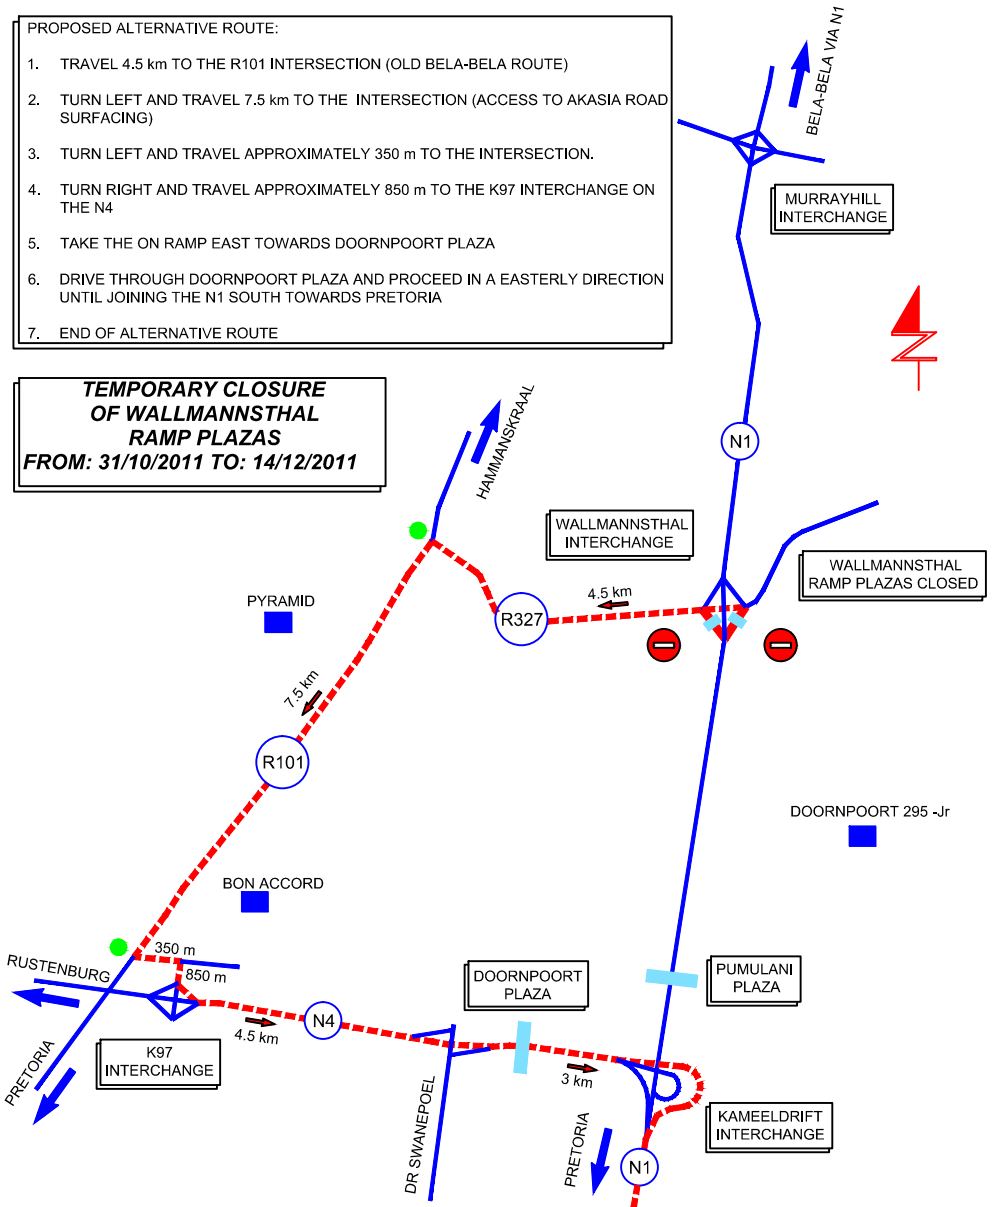 PROPOSED ALTERNATIVE ROUTE:
1. TRAVEL 4.5 km TO THE R101 INTERSECTION (OLD BELA-BELA ROUTE)
2. TURN LEFT AND TRAVEL 7.5 km TO THE INTERSECTION (ACCESS TO AKASIA ROAD
SURFACING)
3. TURN LEFT AND TRAVEL APPROXIMATELY 350 m TO THE INTERSECTION.
4. TURN RIGHT AND TRAVEL APPROXIMATELY 850 m TO THE K97 INTERCHANGE ON
THE N4
5. TAKE THE ON RAMP EAST TOWARDS DOORNPOORT PLAZA
6. DRIVE THROUGH DOORNPOORT PLAZA AND PROCEED IN A EASTERLY DIRECTION
UNTIL JOINING THE N1 SOUTH TOWARDS PRETORIA
7. END OF ALTERNATIVE ROUTE
BELA-BELA VIA N1
MURRAYHILL
INTERCHANGE
TEMPORARY CLOSURE
OF WALLMANNSTHAL
RAMP PLAZAS
FROM: 31/10/2011 TO: 14/12/2011
HAMMANSKRAAL
N1
WALLMANNSTHAL
INTERCHANGE
WALLMANNSTHAL
RAMP PLAZAS CLOSED
4.5 km
R327
PYRAMID
7.5 km
R101
DOORNPOORT 295 -Jr
BON ACCORD
350 m
RUSTENBURG
850 m
DOORNPOORT
PLAZA
PUMULANI
PLAZA
N4
4.5 km
K97
INTERCHANGE
PRETORIA
3 km
DR SWANEPOEL
KAMEELDRIFT
INTERCHANGE
PRETORIA
N1